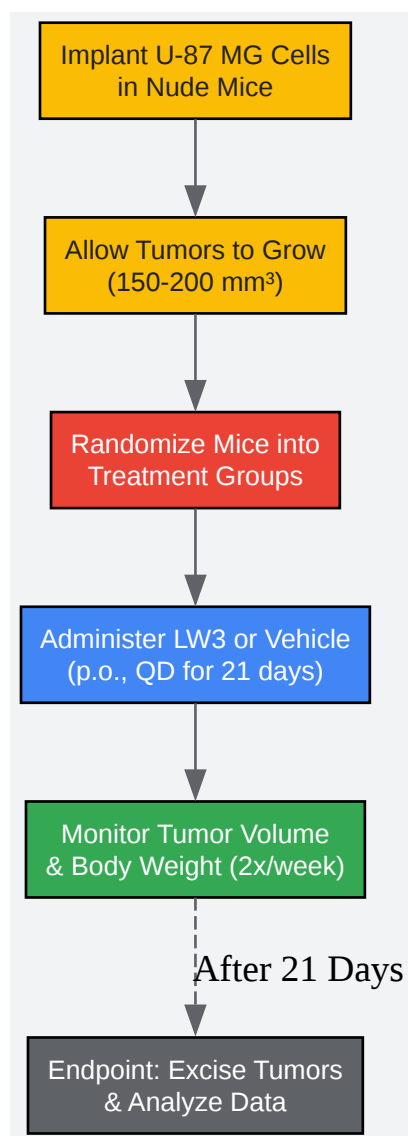 Implant U-87 MG Cells
in Nude Mice
Allow Tumors to Grow
(150-200 mm³)
Randomize Mice into
Treatment Groups
Administer LW3 or Vehicle
(p.o., QD for 21 days)
Monitor Tumor Volume
& Body Weight (2x/week)
After 21 Days
Endpoint: Excise Tumors
& Analyze Data